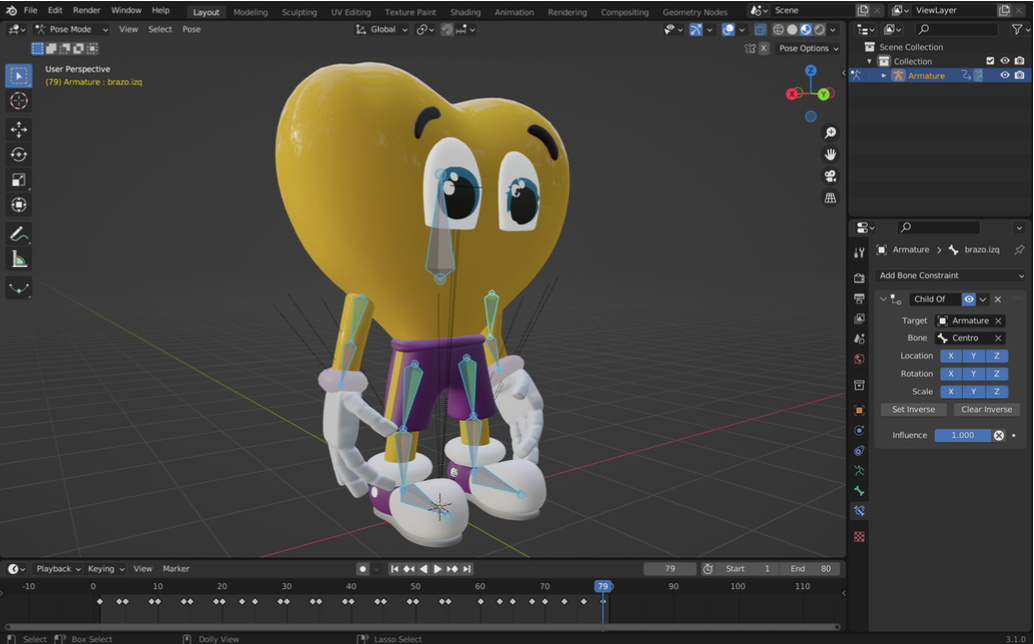 File Edit Render Window Help Layout Modeling Sculpting UV Editing Texture Paint Shading Animation Rendering Compositing Geometry Nodes Scene ViewLayer
Pose Mode View Select Pose Global
X Pose Options
User Perspective
(79) Armature : brazo.izq
Z
X Y
Scene Collection
Collection
Armature
Armature > brazo.izq
Add Bone Constraint
Child Of
Target Armature
Bone Centro
Location X Y Z
Rotation X Y Z
Scale X Y Z
Set Inverse Clear Inverse
Influence 1.000
Playback Keying View Marker 79 Start 1 End 80
-10 0 10 20 30 40 50 60 70 79 90 100 110
Select Box Select Dolly View Lasso Select 3.1.0